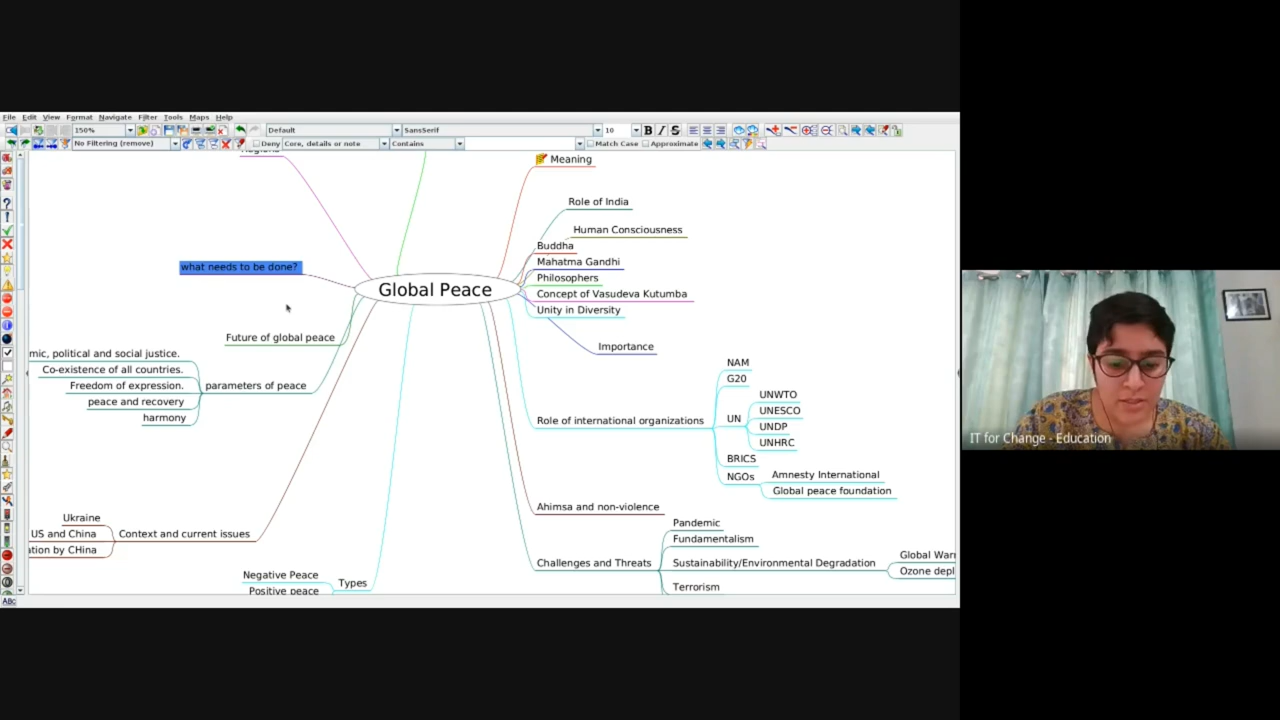 File Edit View Format Navigate Filter Tools Maps Help
150% Default SansSerif 10 B I S
No Filtering (remove) Deny Core, details or note Contains Match Case Approximate
Meaning
Role of India
Human Consciousness
Buddha
what needs to be done?
Mahatma Gandhi
Philosophers
Global Peace
Concept of Vasudeva Kutumba
Unity in Diversity
Future of global peace
Importance
mic, political and social justice.
Co-existence of all countries.
Freedom of expression.
parameters of peace
peace and recovery
harmony
NAM
G20
UNWTO
UNESCO
Role of international organizations
UN
UNDP
UNHRC
BRICS
NGOs
Amnesty International
Global peace foundation
Ahimsa and non-violence
Ukraine
US and China
Context and current issues
ation by CHina
Pandemic
Fundamentalism
Challenges and Threats
Sustainability/Environmental Degradation
Global Warn
Ozone depl
Terrorism
Negative Peace
Types
Positive peace
ABC
IT for Change - Education